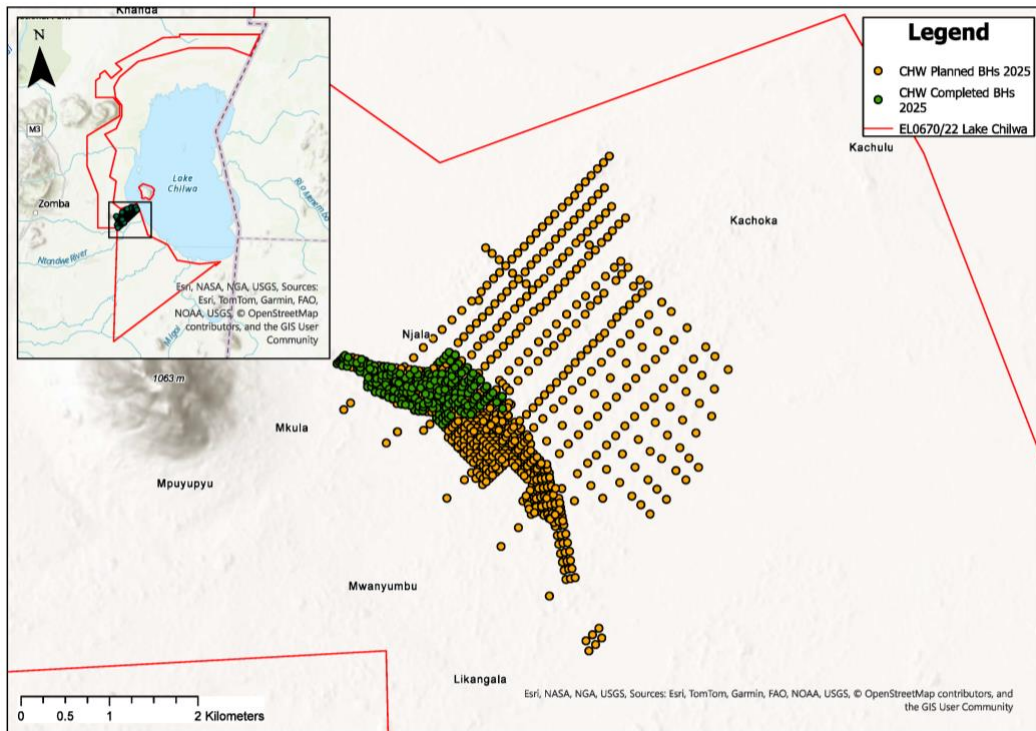 Khanda
N
M3
Zomba
Lake
Chilwa
Ntondwe River
Esri, NASA, NGA, USGS, Sources:
Esri, TomTom, Garmin, FAO,
NOAA, USGS, © OpenStreetMap
contributors, and the GIS User
Community
Legend
CHW Planned BHs 2025
CHW Completed BHs
2025
EL0670/22 Lake Chilwa
Kachulu
Kachoka
Njala
1063 m
Mkula
Mpuyupyu
Mwanyumbu
Likangala
0 0.5 1 2 Kilometers
Esri, NASA, NGA, USGS, Sources: Esri, TomTom, Garmin, FAO, NOAA, USGS, © OpenStreetMap contributors, and
the GIS User Community